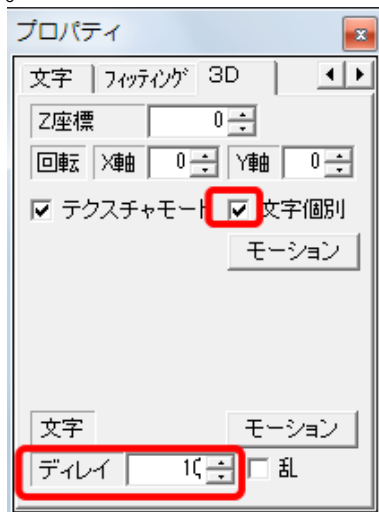 プロパティ
文字 フィッティング 3D
Z座標 0
回転 X軸 0 Y軸 0
テクスチャモード 文字個別
モーション
文字 モーション
ディレイ 乱